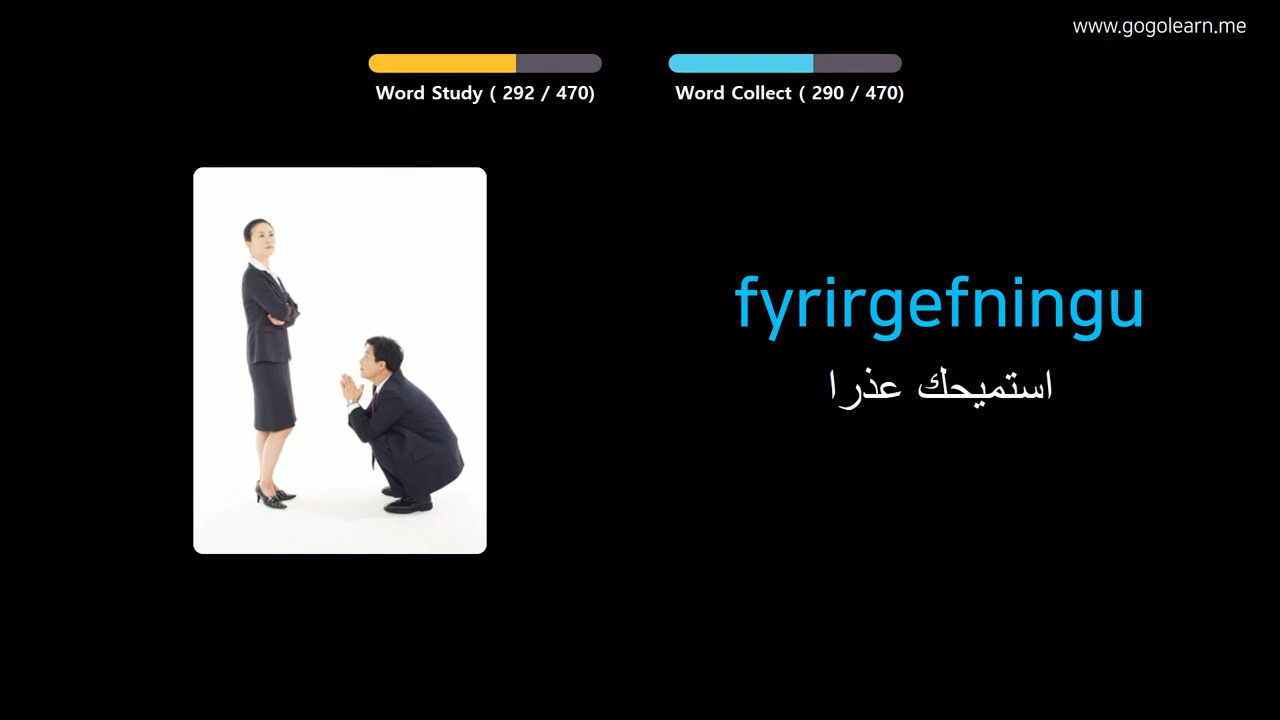 www.gogolearn.me
Word Study ( 292 / 470)
Word Collect ( 290 / 470)
fyrirgefningu
استميحك عذرا